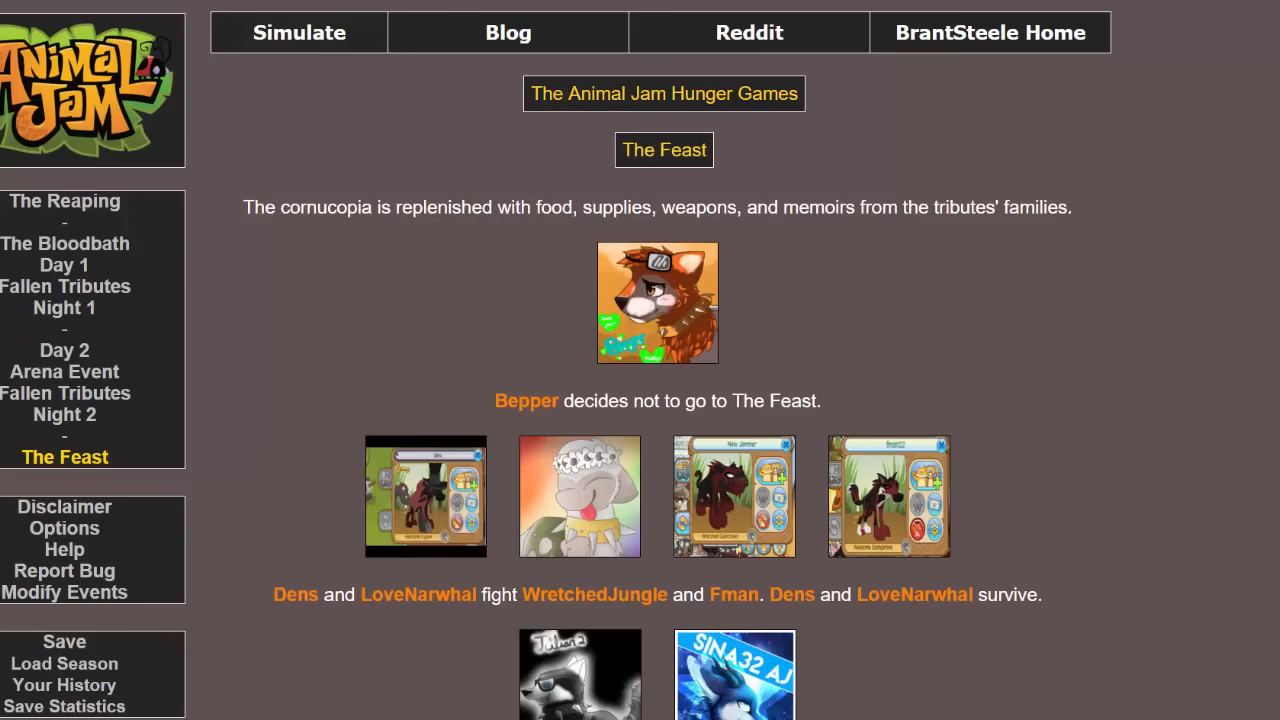 ANIMAL
JAM
Simulate
Blog
Reddit
BrantSteele Home
The Animal Jam Hunger Games
The Feast
The Reaping
-
The Bloodbath
Day 1
Fallen Tributes
Night 1
-
Day 2
Arena Event
Fallen Tributes
Night 2
-
The Feast
Disclaimer
Options
Help
Report Bug
Modify Events
Save
Load Season
Your History
Save Statistics
The cornucopia is replenished with food, supplies, weapons, and memoirs from the tributes' families.
Bepper decides not to go to The Feast.
New Jammer
fman122
Dens and LoveNarwhal fight WretchedJungle and Fman. Dens and LoveNarwhal survive.
SINA32 AJ